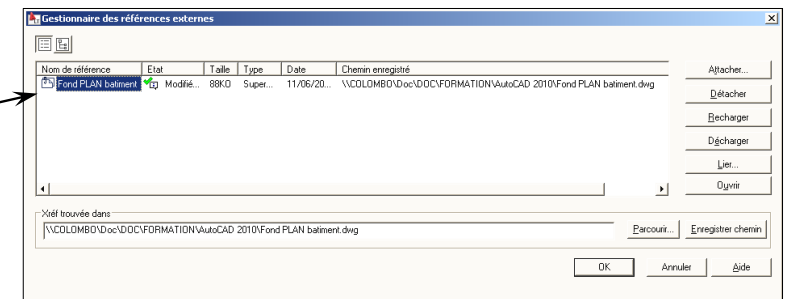 Gestionnaire des références externes
Nom de référence Etat Taille Type Date Chemin enregistré
Fond PLAN batiment Modifié... 88KO Super... 11/06/20... \\COLOMBO\Doc\DOC\FORMATION\AutoCAD 2010\Fond PLAN batiment.dwg
Attacher...
Détacher
Recharger
Décharger
Lier...
Ouvrir
Xréf trouvée dans
\\COLOMBO\Doc\DOC\FORMATION\AutoCAD 2010\Fond PLAN batiment.dwg
Parcourir... Enregistrer chemin
OK Annuler Aide